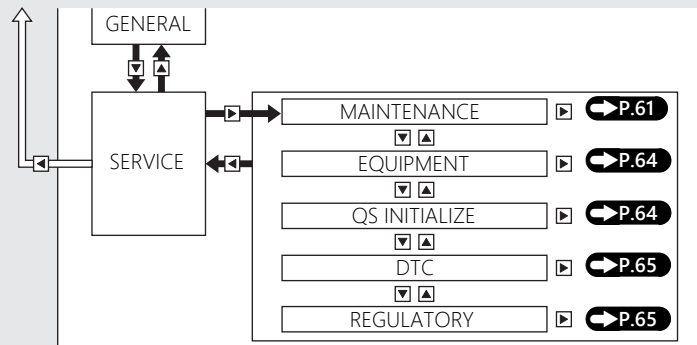 GENERAL
SERVICE
MAINTENANCE P.61
EQUIPMENT P.64
QS INITIALIZE P.64
DTC P.65
REGULATORY P.65